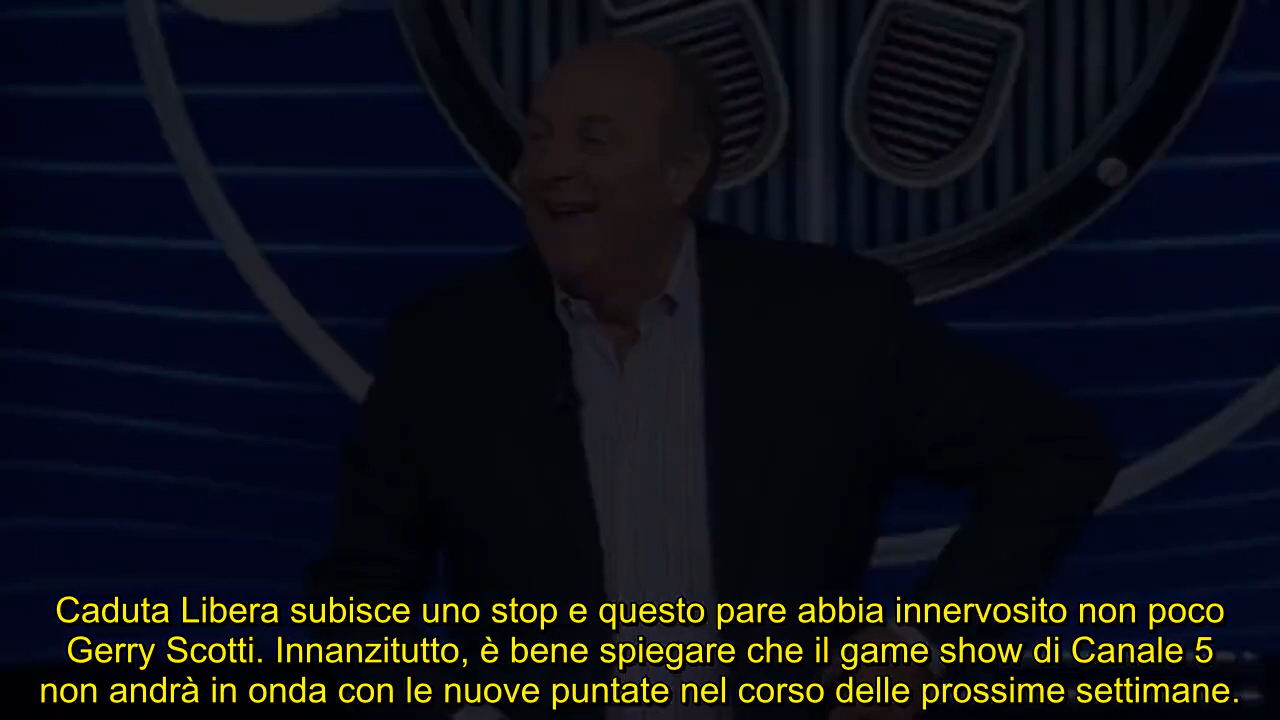 Caduta Libera subisce uno stop e questo pare abbia innervosito non poco
Gerry Scotti. Innanzitutto, è bene spiegare che il game show di Canale 5
non andrà in onda con le nuove puntate nel corso delle prossime settimane.